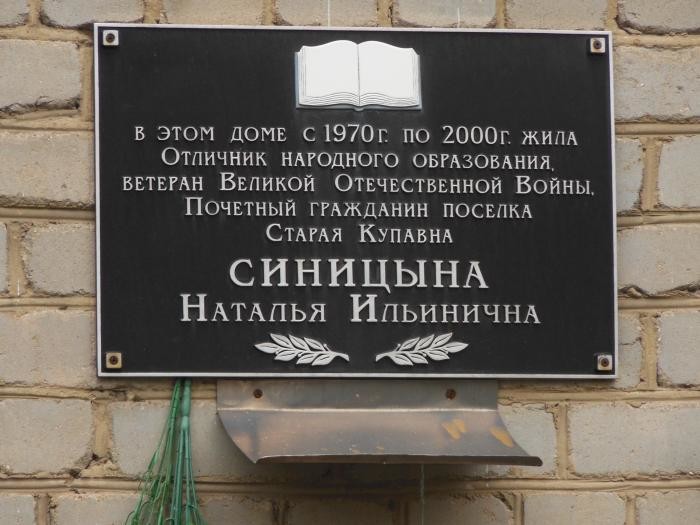 В ЭТОМ ДОМЕ С 1970Г. ПО 2000Г. ЖИЛА
ОТЛИЧНИК НАРОДНОГО ОБРАЗОВАНИЯ,
ВЕТЕРАН ВЕЛИКОЙ ОТЕЧЕСТВЕННОЙ ВОЙНЫ,
ПОЧЕТНЫЙ ГРАЖДАНИН ПОСЕЛКА
СТАРАЯ КУПАВНА
СИНИЦЫНА
НАТАЛЬЯ ИЛЬИНИЧНА